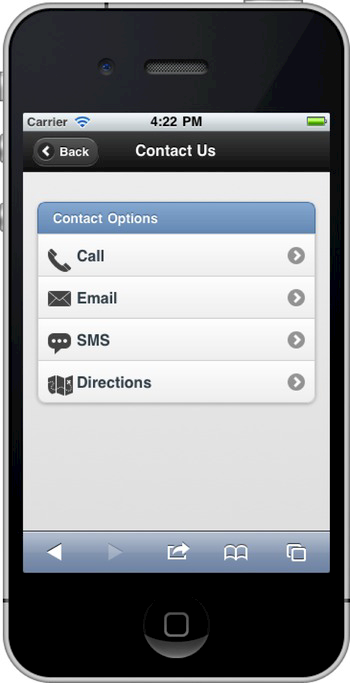 Carrier 4:22 PM
Back Contact Us
Contact Options
Call
Email
SMS
Directions